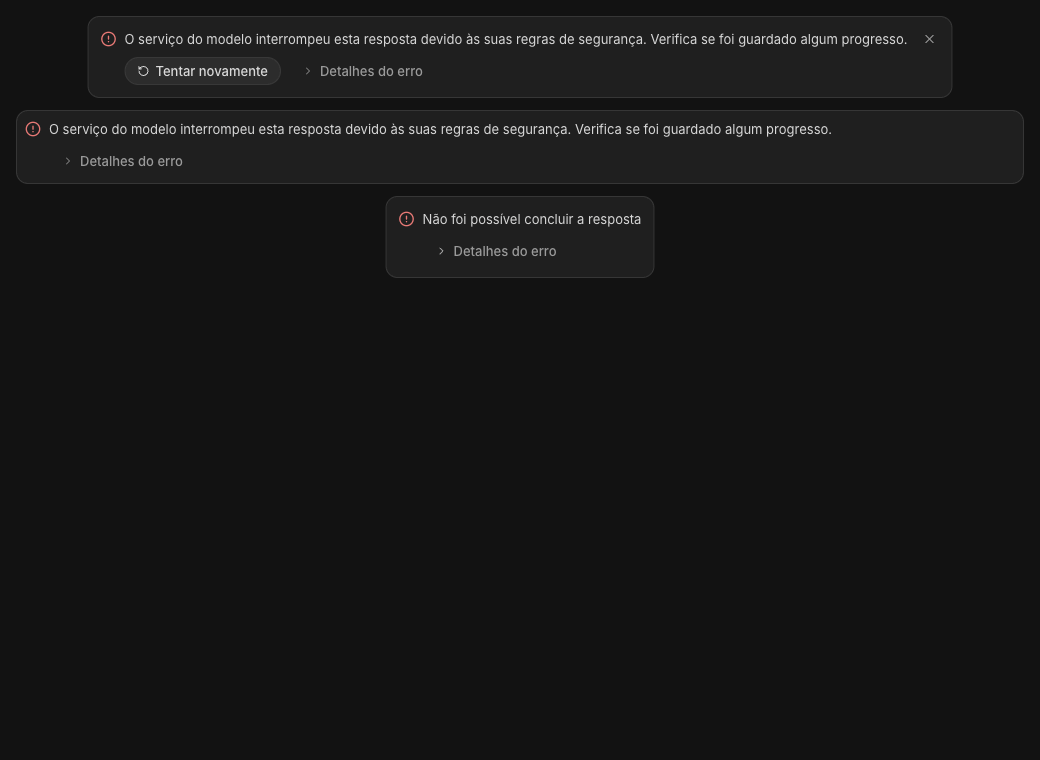 O serviço do modelo interrompeu esta resposta devido às suas regras de segurança. Verifica se foi guardado algum progresso.
Tentar novamente
Detalhes do erro
O serviço do modelo interrompeu esta resposta devido às suas regras de segurança. Verifica se foi guardado algum progresso.
Detalhes do erro
Não foi possível concluir a resposta
Detalhes do erro